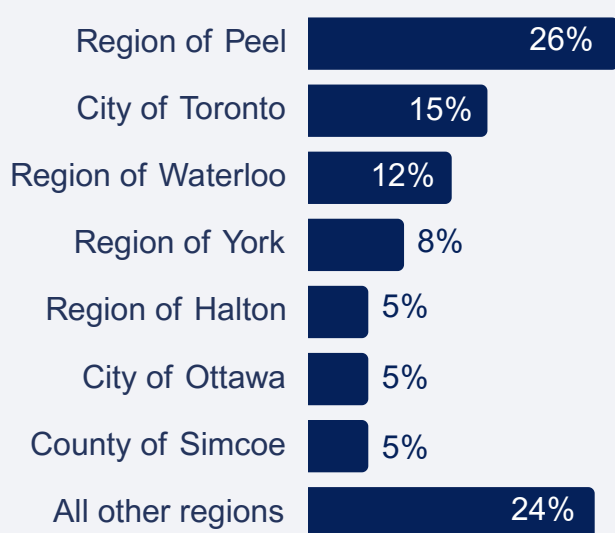 Region of Peel 26%
City of Toronto 15%
Region of Waterloo 12%
Region of York 8%
Region of Halton 5%
City of Ottawa 5%
County of Simcoe 5%
All other regions 24%